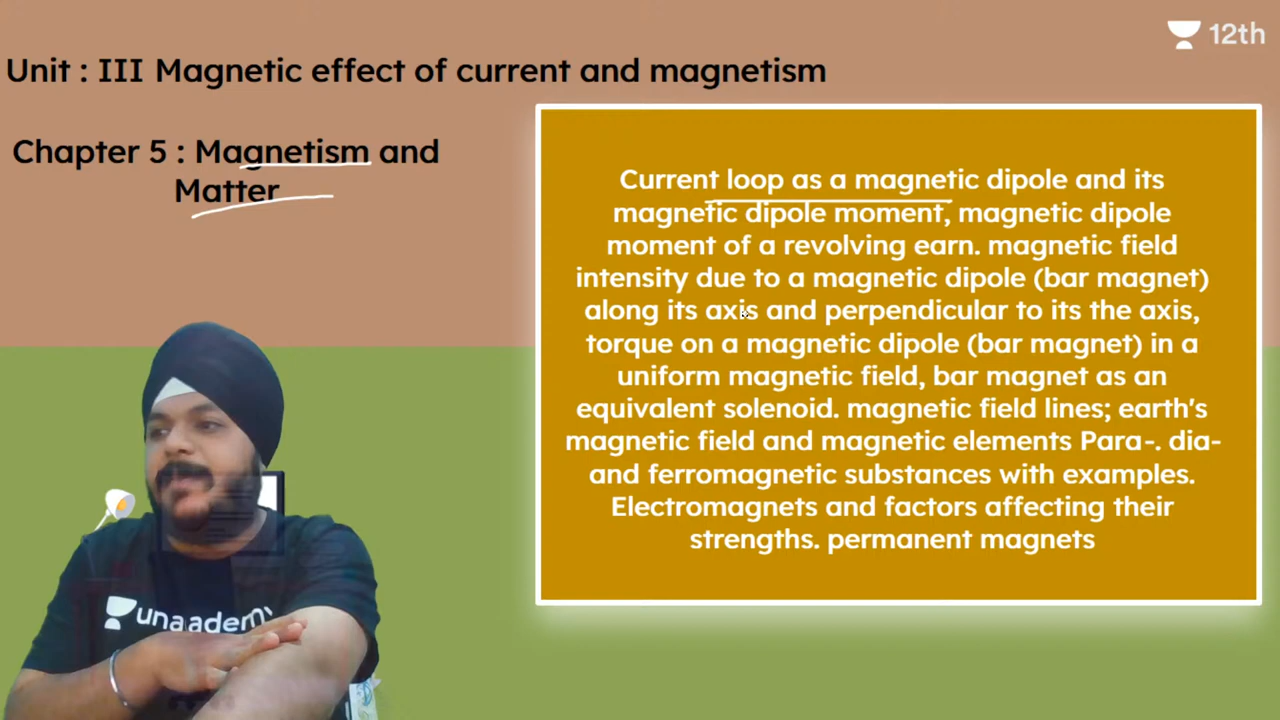 12th
Unit : III Magnetic effect of current and magnetism
Chapter 5 : Magnetism and
Matter
Current loop as a magnetic dipole and its
magnetic dipole moment, magnetic dipole
moment of a revolving earn. magnetic field
intensity due to a magnetic dipole (bar magnet)
along its axis and perpendicular to its the axis,
torque on a magnetic dipole (bar magnet) in a
uniform magnetic field, bar magnet as an
equivalent solenoid. magnetic field lines; earth's
magnetic field and magnetic elements Para-. dia-
and ferromagnetic substances with examples.
Electromagnets and factors affecting their
strengths. permanent magnets
unacademy